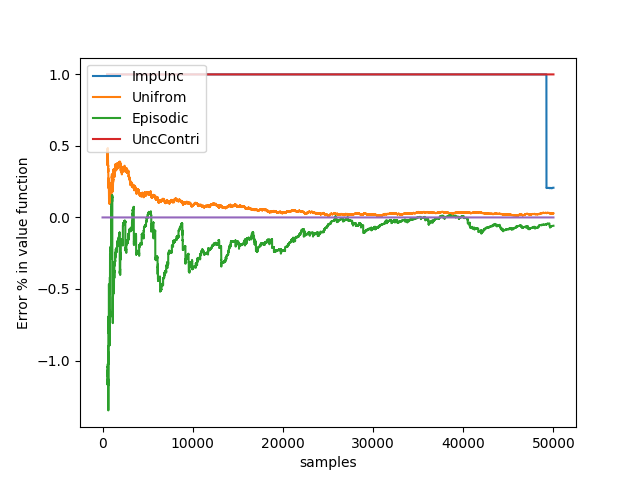 1.0
0.5
0.0
−0.5
−1.0
Error % in value function
ImpUnc
Unifrom
Episodic
UncContri
0
10000
20000
30000
40000
50000
samples